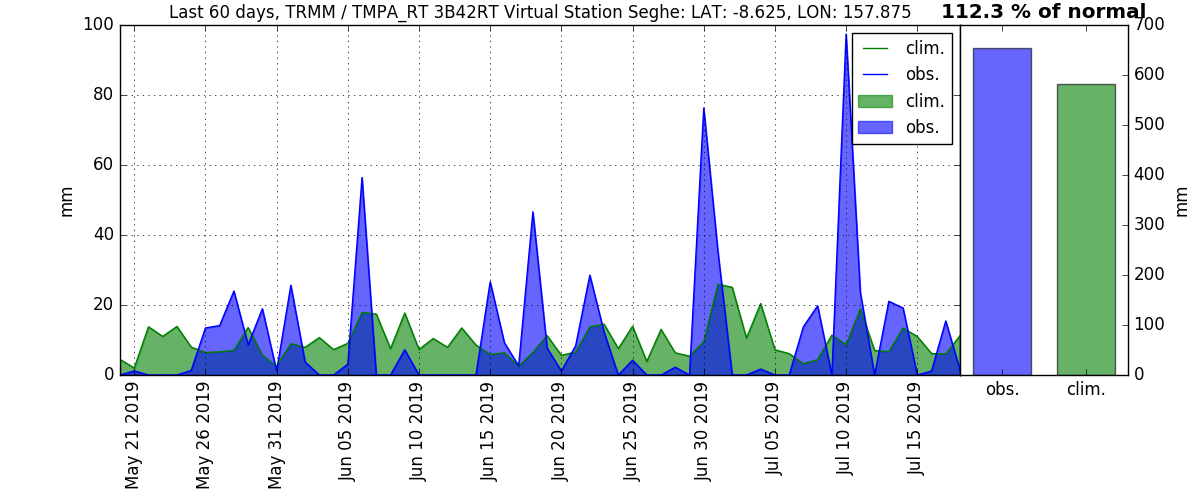 Last 60 days, TRMM / TMPA_RT 3B42RT Virtual Station Seghe: LAT: -8.625, LON: 157.875
112.3 % of normal
100
80
60
40
20
0
mm
clim.
obs.
clim.
obs.
May 21 2019
May 26 2019
May 31 2019
Jun 05 2019
Jun 10 2019
Jun 15 2019
Jun 20 2019
Jun 25 2019
Jun 30 2019
Jul 05 2019
Jul 10 2019
Jul 15 2019
700
600
500
400
300
200
100
0
mm
obs.
clim.